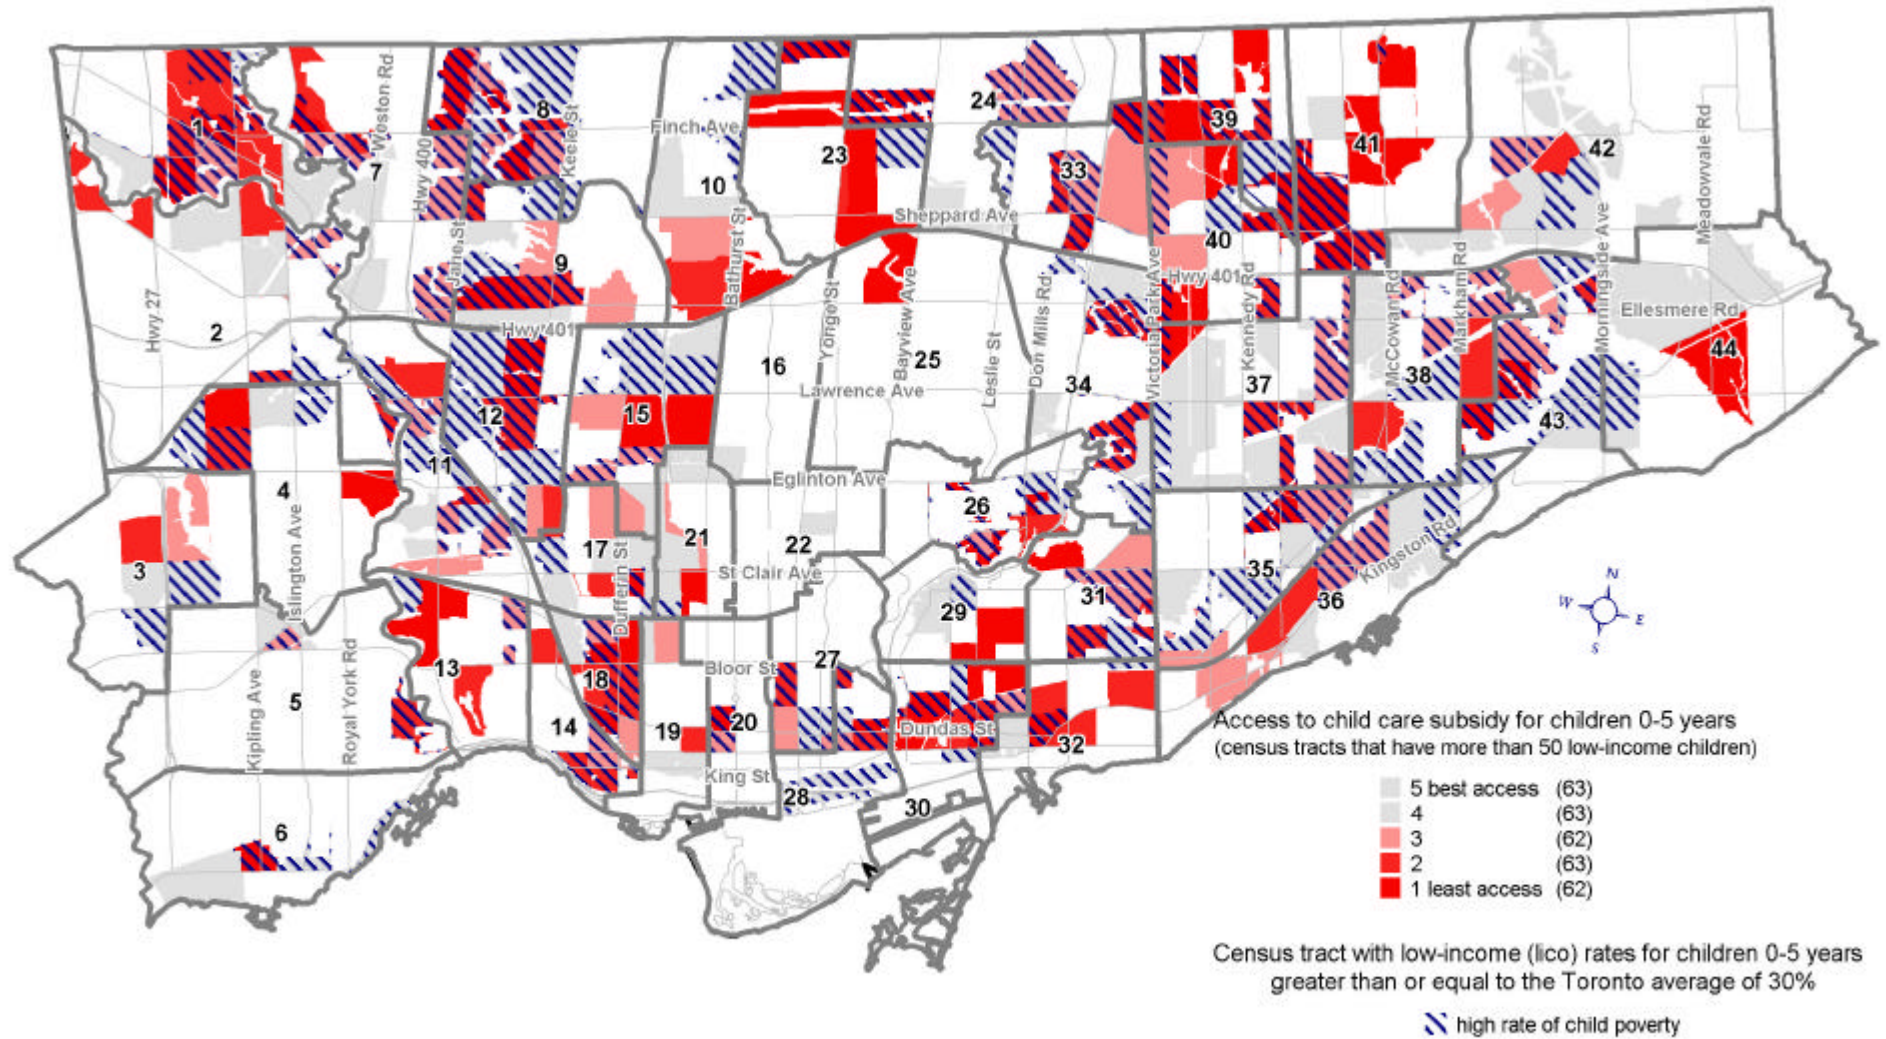 1
7
Weston Rd
Hwy 400
8
Keele St
Finch Ave
10
23
24
33
39
41
42
Meadowvale Rd
Sheppard Ave
Jane St
9
Bathurst St
40
Hwy 401
Hwy 27
2
Hwy 401
16
Yonge St
Bayview Ave
25
Leslie St
Don Mills Rd
34
Victoria Park Ave
Kennedy Rd
37
McCowan Rd
38
Markham Rd
Morningside Ave
Ellesmere Rd
44
Lawrence Ave
12
15
43
11
4
Eglinton Ave
26
3
Islington Ave
17
Dufferin St
21
22
St Clair Ave
29
31
35
36
Kingston Rd
N
W
E
S
13
Bloor St
27
5
Kipling Ave
Royal York Rd
18
14
19
20
Dundas St
32
King St
28
30
6
Access to child care subsidy for children 0-5 years
(census tracts that have more than 50 low-income children)
5 best access (63)
4 (63)
3 (62)
2 (63)
1 least access (62)
Census tract with low-income (lico) rates for children 0-5 years
greater than or equal to the Toronto average of 30%
high rate of child poverty